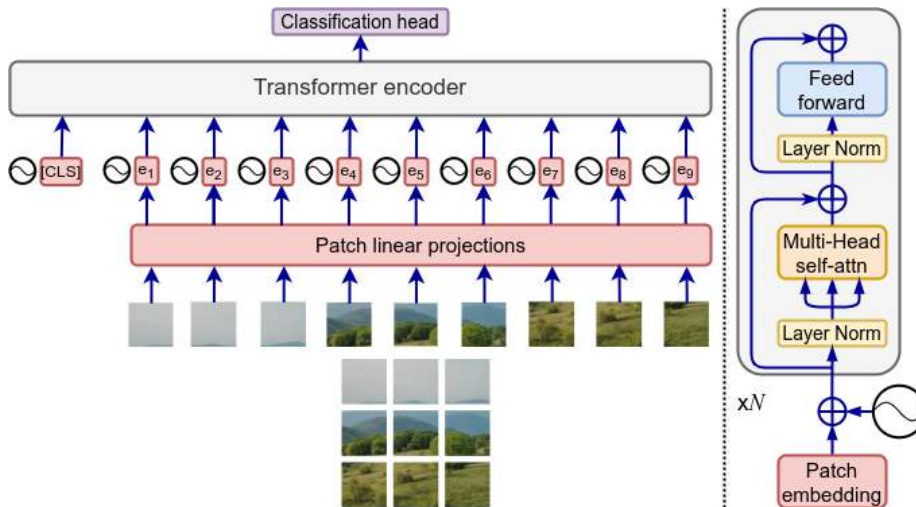 Classification head
Transformer encoder
[CLS] e1 e2 e3 e4 e5 e6 e7 e8 e9
Patch linear projections
Feed
forward
Layer Norm
Multi-Head
self-attn
Layer Norm
xN
Patch
embedding